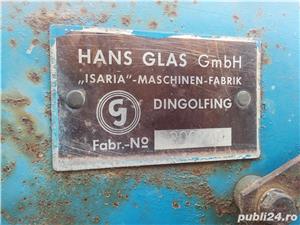 HANS GLAS GmbH
„ISARIA"-MASCHINEN-FABRIK
G
DINGOLFING
Fabr.-No
publi24.ro